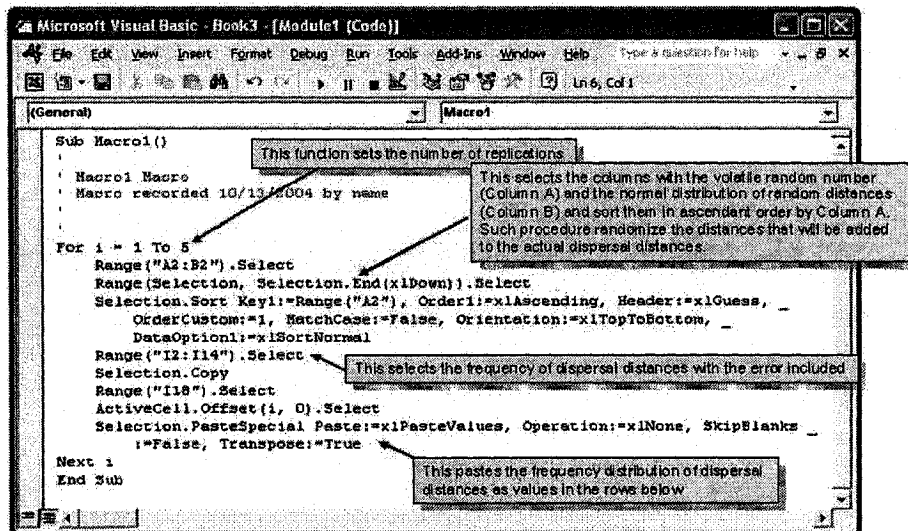 Microsoft Visual Basic - Book3 - [Module1 (Code)]
File Edit View Insert Format Debug Run Tools Add-Ins Window Help Type a question for help
Ln 6, Col 1
(General) Macro1
Sub Macro1()
'
' Macro1 Macro
' Macro recorded 10/13/2004 by name
'
'
For i = 1 To 5
Range("A2:B2").Select
Range(Selection, Selection.End(xlDown)).Select
Selection.Sort Key1:=Range("A2"), Order1:=xlAscending, Header:=xlGuess, _
OrderCustom:=1, MatchCase:=False, Orientation:=xlTopToBottom, _
DataOption1:=xlSortNormal
Range("I2:I14").Select
Selection.Copy
Range("I18").Select
ActiveCell.Offset(i, 0).Select
Selection.PasteSpecial Paste:=xlPasteValues, Operation:=xlNone, SkipBlanks _
:=False, Transpose:=True
Next i
End Sub
This function sets the number of replications
This selects the columns with the volatile random number
(Column A) and the normal distribution of random distances
(Column B) and sort them in ascendant order by Column A.
Such procedure randomize the distances that will be added
to the actual dispersal distances.
This selects the frequency of dispersal distances with the error included
This pastes the frequency distribution of dispersal
distances as values in the rows below